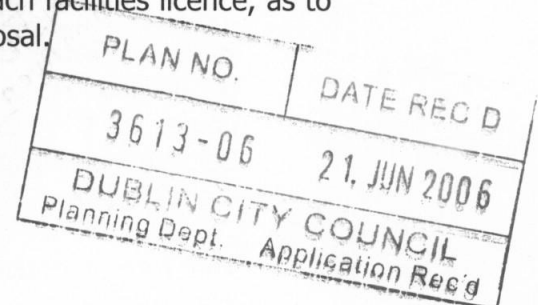 facilities licence, as to
osal.
PLAN NO.
DATE REC D
3613-06
21. JUN 2006
DUBLIN CITY COUNCIL
Planning Dept. Application Rec'd